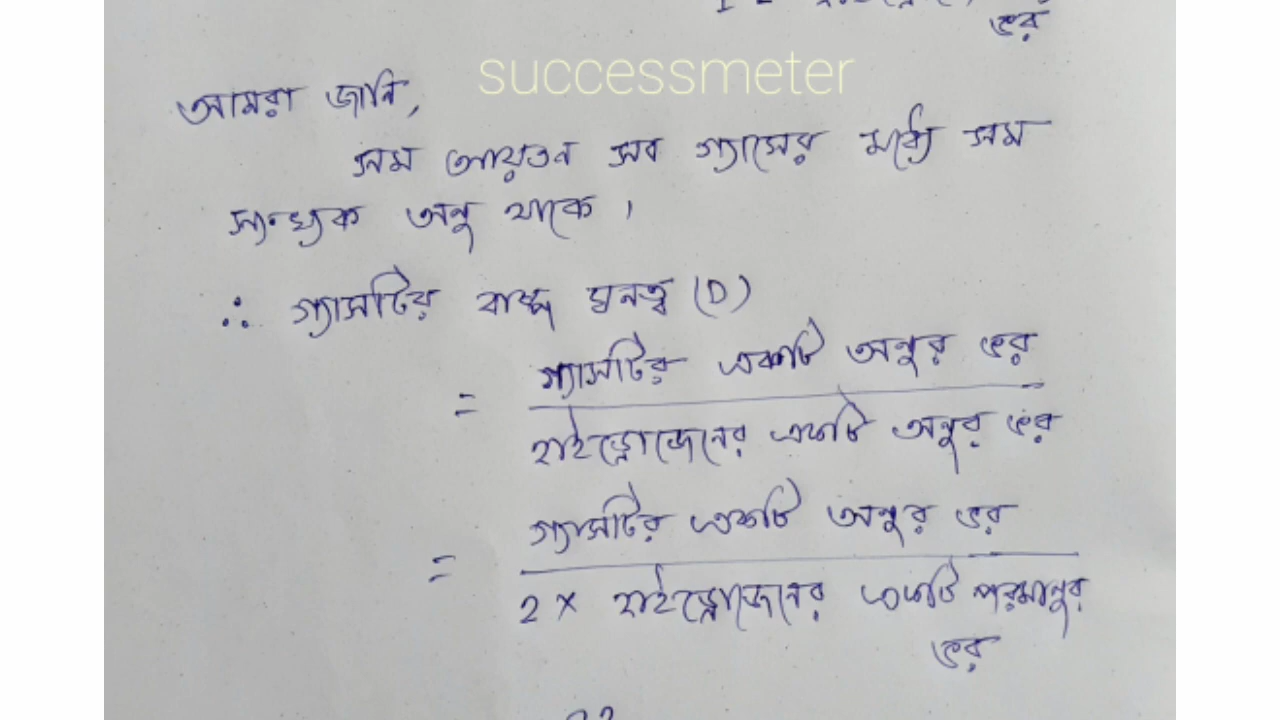 ভর
successmeter
আমরা জানি,
সম আয়তন সব গ্যাসের মধ্যে সম
সংখ্যক অনু থাকে ।
∴ গ্যাসটির বাষ্প ঘনত্ব (D)
গ্যাসটির একটি অনুর ভর
=
হাইড্রোজেনের একটি অনুর ভর
গ্যাসটির একটি অনুর ভর
=
2 × হাইড্রোজেনের একটি পরমানুর
ভর